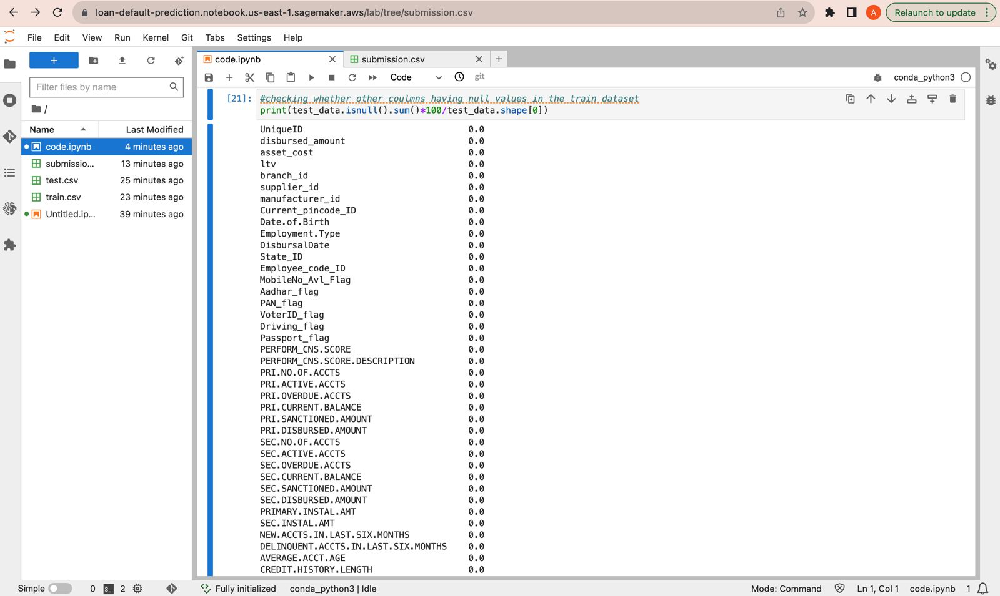 loan-default-prediction.notebook.us-east-1.sagemaker.aws/lab/tree/submission.csv
A
Relaunch to update
File Edit View Run Kernel Git Tabs Settings Help
code.ipynb
submission.csv
Filter files by name
Code
git
conda_python3
/
Name Last Modified
code.ipynb 4 minutes ago
submissio... 13 minutes ago
test.csv 25 minutes ago
train.csv 23 minutes ago
Untitled.ip... 39 minutes ago
[21]: #checking whether other coulmns having null values in the train dataset
print(test_data.isnull().sum()*100/test_data.shape[0])
UniqueID 0.0
disbursed_amount 0.0
asset_cost 0.0
ltv 0.0
branch_id 0.0
supplier_id 0.0
manufacturer_id 0.0
Current_pincode_ID 0.0
Date.of.Birth 0.0
Employment.Type 0.0
DisbursalDate 0.0
State_ID 0.0
Employee_code_ID 0.0
MobileNo_Avl_Flag 0.0
Aadhar_flag 0.0
PAN_flag 0.0
VoterID_flag 0.0
Driving_flag 0.0
Passport_flag 0.0
PERFORM_CNS.SCORE 0.0
PERFORM_CNS.SCORE.DESCRIPTION 0.0
PRI.NO.OF.ACCTS 0.0
PRI.ACTIVE.ACCTS 0.0
PRI.OVERDUE.ACCTS 0.0
PRI.CURRENT.BALANCE 0.0
PRI.SANCTIONED.AMOUNT 0.0
PRI.DISBURSED.AMOUNT 0.0
SEC.NO.OF.ACCTS 0.0
SEC.ACTIVE.ACCTS 0.0
SEC.OVERDUE.ACCTS 0.0
SEC.CURRENT.BALANCE 0.0
SEC.SANCTIONED.AMOUNT 0.0
SEC.DISBURSED.AMOUNT 0.0
PRIMARY.INSTAL.AMT 0.0
SEC.INSTAL.AMT 0.0
NEW.ACCTS.IN.LAST.SIX.MONTHS 0.0
DELINQUENT.ACCTS.IN.LAST.SIX.MONTHS 0.0
AVERAGE.ACCT.AGE 0.0
CREDIT.HISTORY.LENGTH 0.0
Simple 0 2 Fully initialized conda_python3 | Idle Mode: Command Ln 1, Col 1 code.ipynb 1